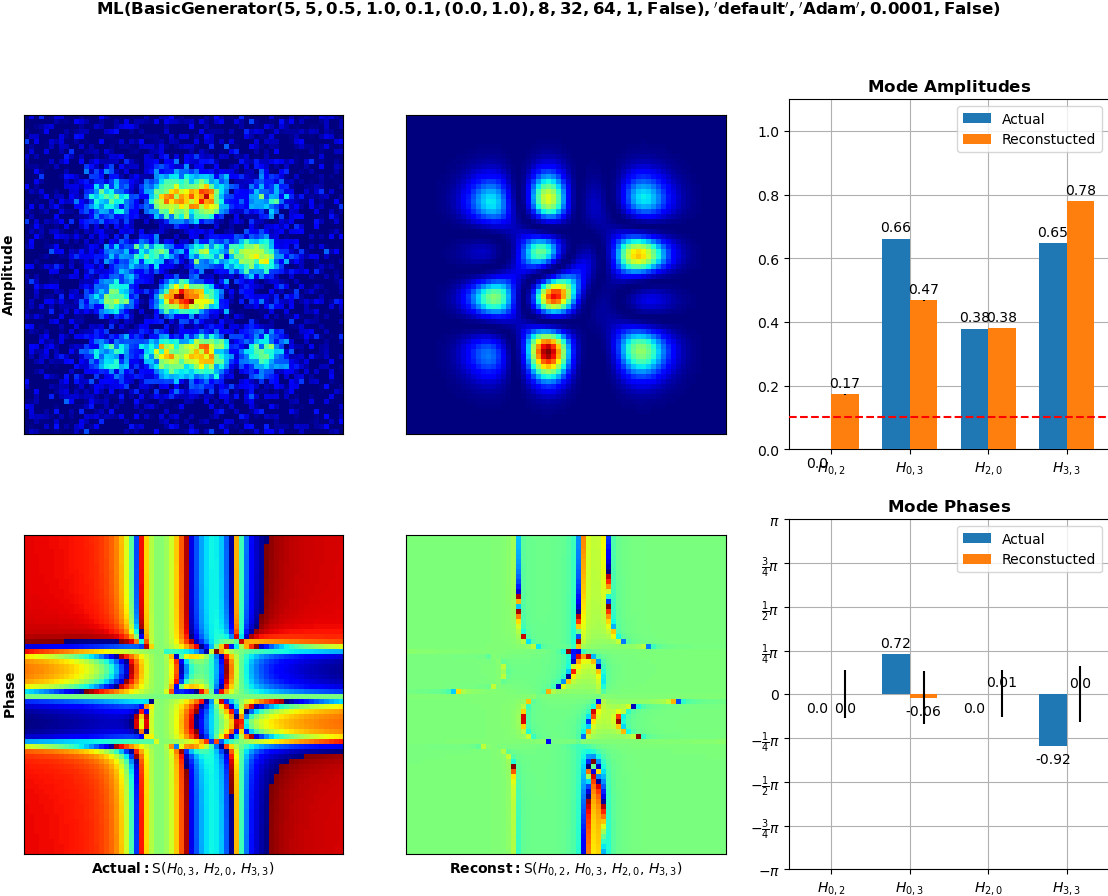 ML(BasicGenerator(5, 5, 0.5, 1.0, 0.1, (0.0, 1.0), 8, 32, 64, 1, False), 'default', 'Adam', 0.0001, False)
Amplitude
Mode Amplitudes
Actual
Reconstucted
1.0
0.8
0.6
0.4
0.2
0.0
0.0
0.17
0.66
0.47
0.38
0.38
0.65
0.78
H0,2
H0,3
H2,0
H3,3
Phase
Actual: S(H0,3, H2,0, H3,3)
Reconst: S(H0,2, H0,3, H2,0, H3,3)
Mode Phases
Actual
Reconstucted
π
3/4π
1/2π
1/4π
0
−1/4π
−1/2π
−3/4π
−π
0.0
0.0
0.72
-0.06
0.0
0.01
-0.92
0.0
H0,2
H0,3
H2,0
H3,3